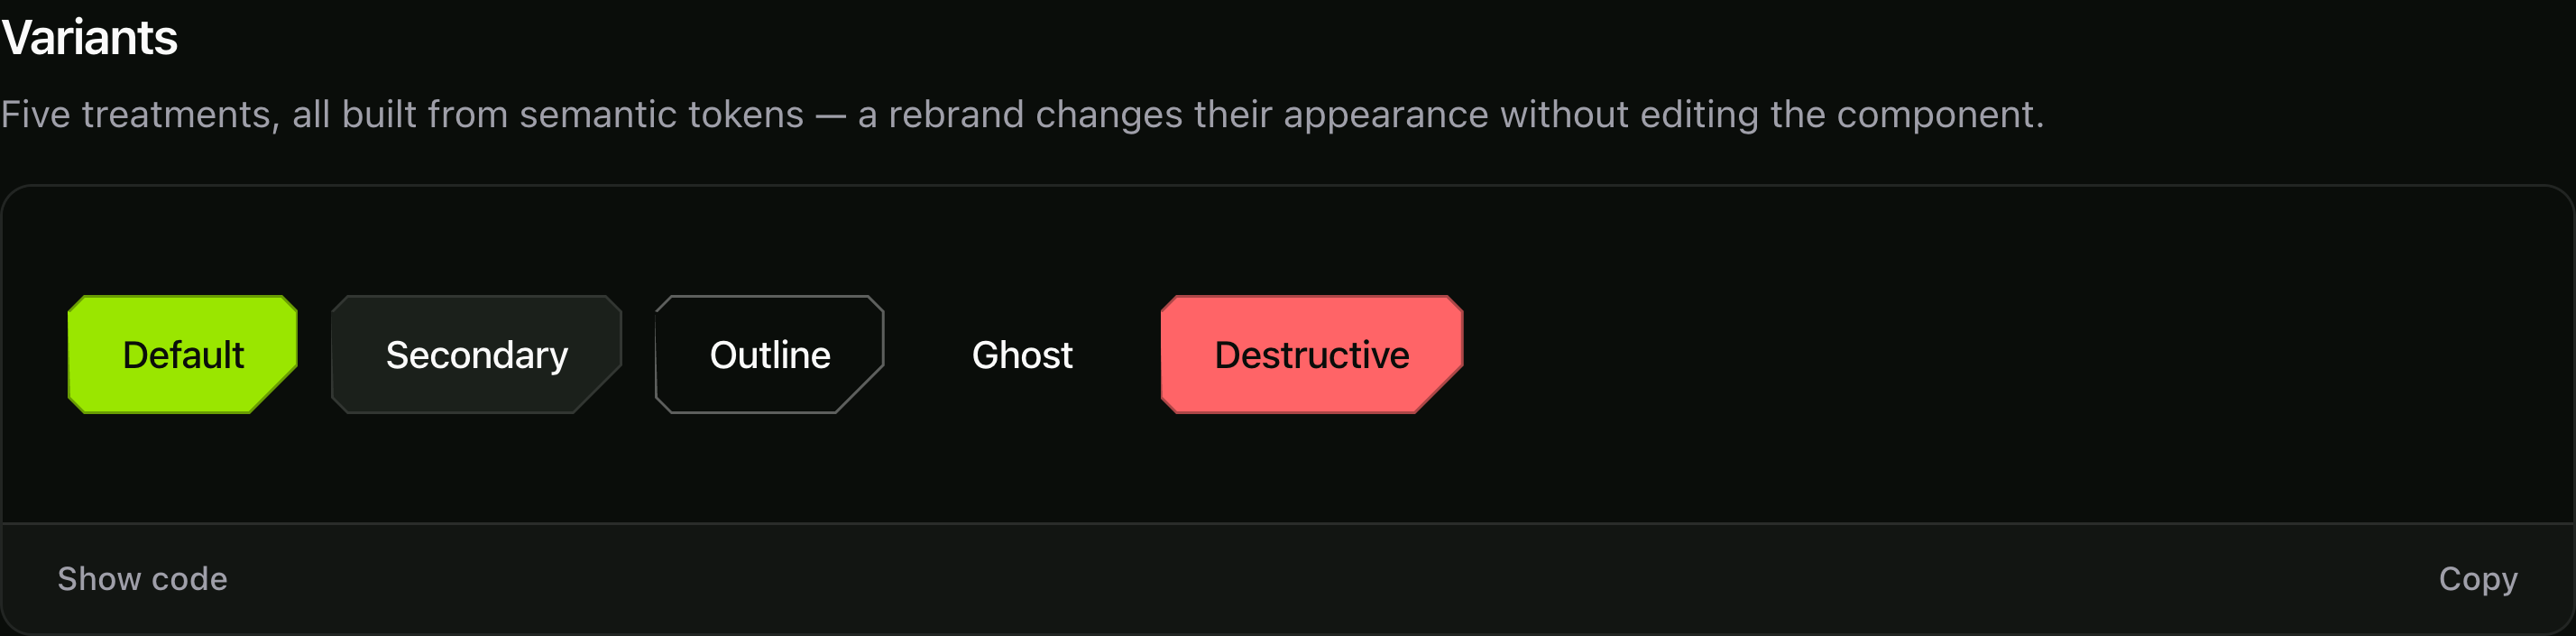 Variants
Five treatments, all built from semantic tokens — a rebrand changes their appearance without editing the component.
Default Secondary Outline Ghost Destructive
Show code Copy